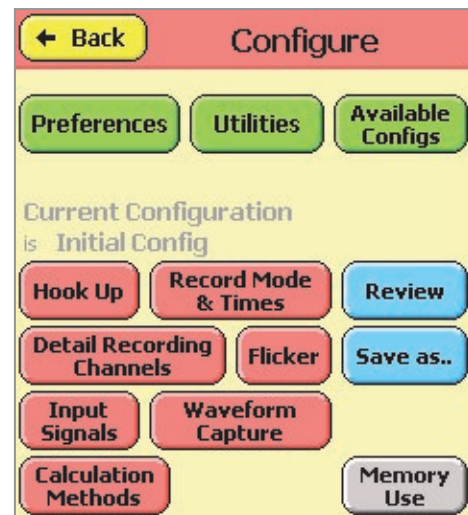 ← Back
Configure
Preferences
Utilities
Available
Configs
Current Configuration
is Initial Config
Hook Up
Record Mode
& Times
Review
Detail Recording
Channels
Flicker
Save as..
Input
Signals
Waveform
Capture
Calculation
Methods
Memory
Use